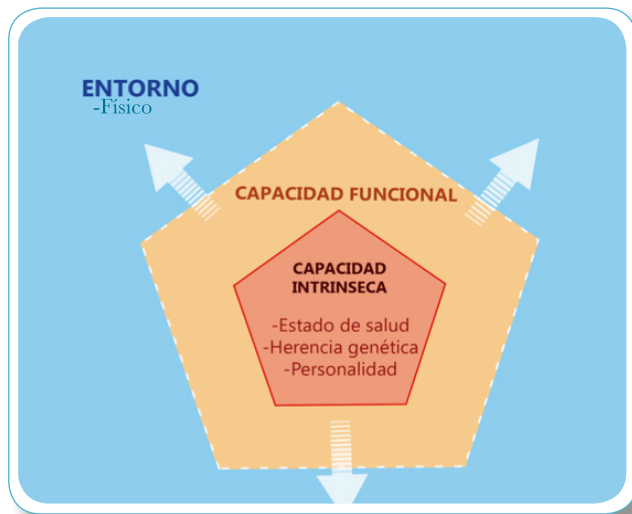 ENTORNO
-Físico
CAPACIDAD FUNCIONAL
CAPACIDAD
INTRINSECA
-Estado de salud
-Herencia genética
-Personalidad